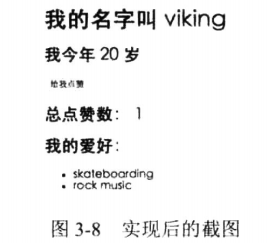 我的名字叫 viking
我今年 20 岁
给我点赞
总点赞数： 1
我的爱好：
• skateboarding
• rock music
图 3-8 实现后的截图